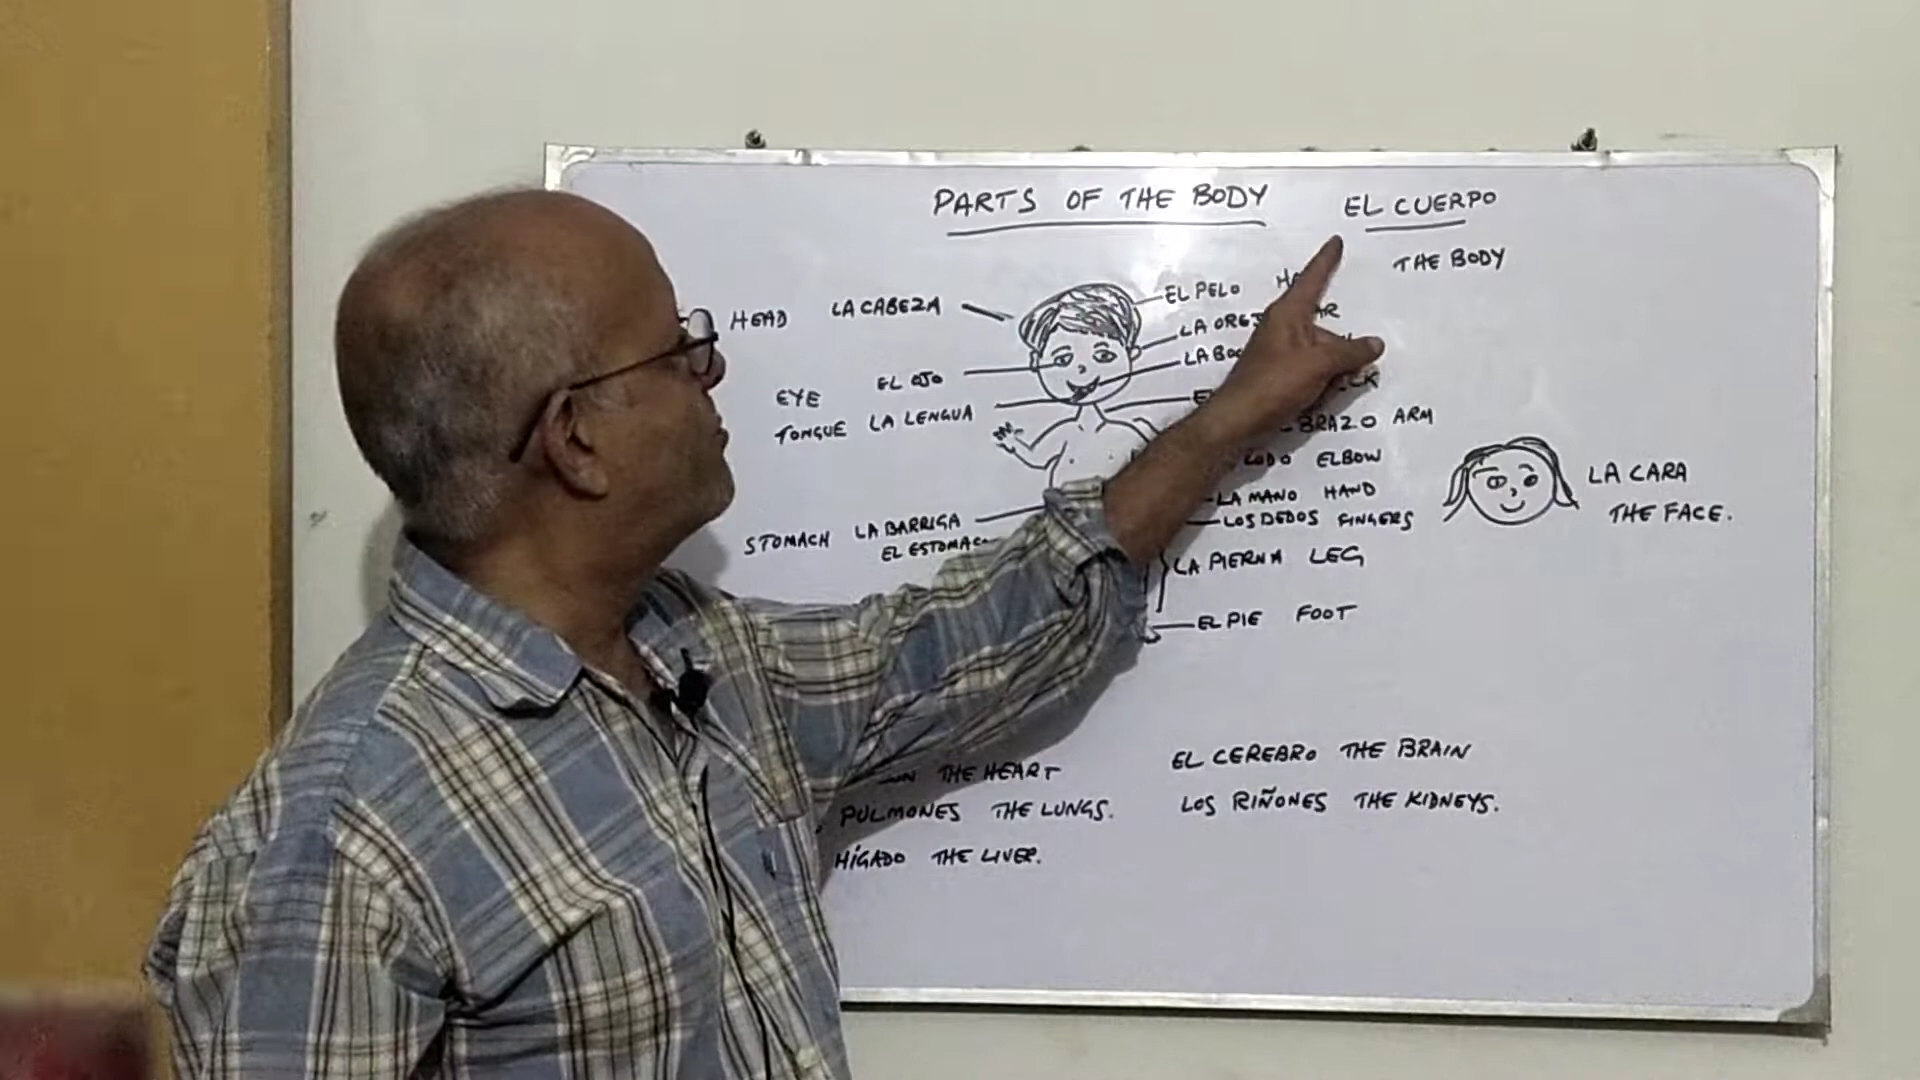 PARTS OF THE BODY
EL CUERPO
THE BODY
HEAD LA CABEZA
EYE EL OJO
TONGUE LA LENGUA
STOMACH LA BARRIGA
EL PELO
LA
BRAZO ARM
ELBOW
LA MANO HAND
LOS DEDOS FINGERS
LA PIERNA LEG
EL PIE FOOT
LA CARA
THE FACE.
THE HEART
PULMONES THE LUNGS.
HÍGADO THE LIVER.
EL CEREBRO THE BRAIN
LOS RIÑONES THE KIDNEYS.